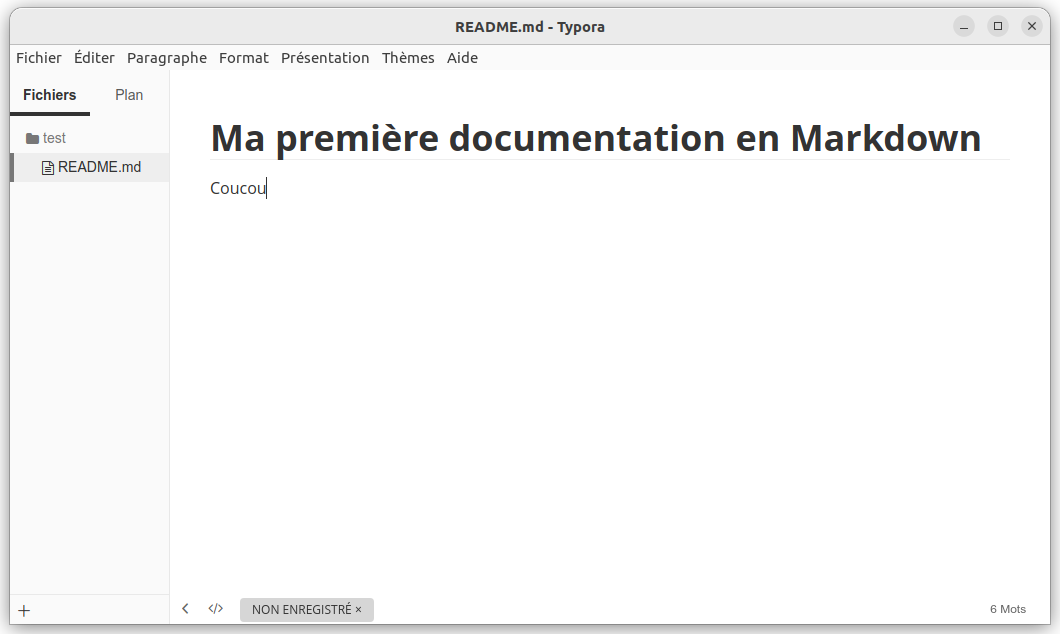 README.md - Typora
Fichier Éditer Paragraphe Format Présentation Thèmes Aide
Fichiers Plan
test
README.md
Ma première documentation en Markdown
Coucou
</> NON ENREGISTRÉ × 6 Mots